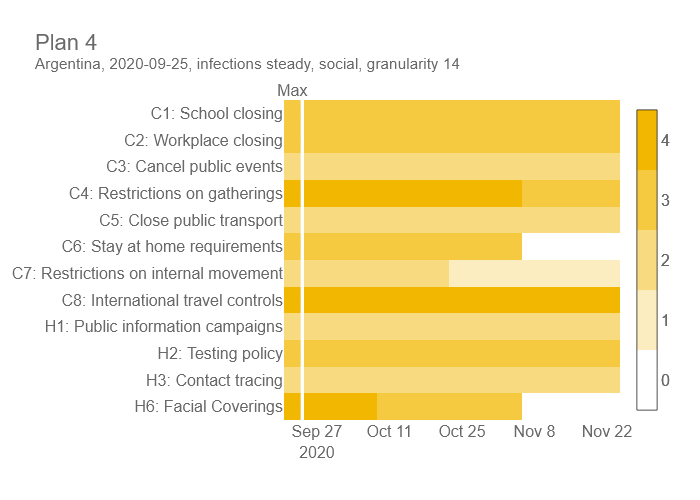 Plan 4
Argentina, 2020-09-25, infections steady, social, granularity 14
Max
C1: School closing
C2: Workplace closing
C3: Cancel public events
C4: Restrictions on gatherings
C5: Close public transport
C6: Stay at home requirements
C7: Restrictions on internal movement
C8: International travel controls
H1: Public information campaigns
H2: Testing policy
H3: Contact tracing
H6: Facial Coverings
Sep 27 Oct 11 Oct 25 Nov 8 Nov 22
2020
4
3
2
1
0